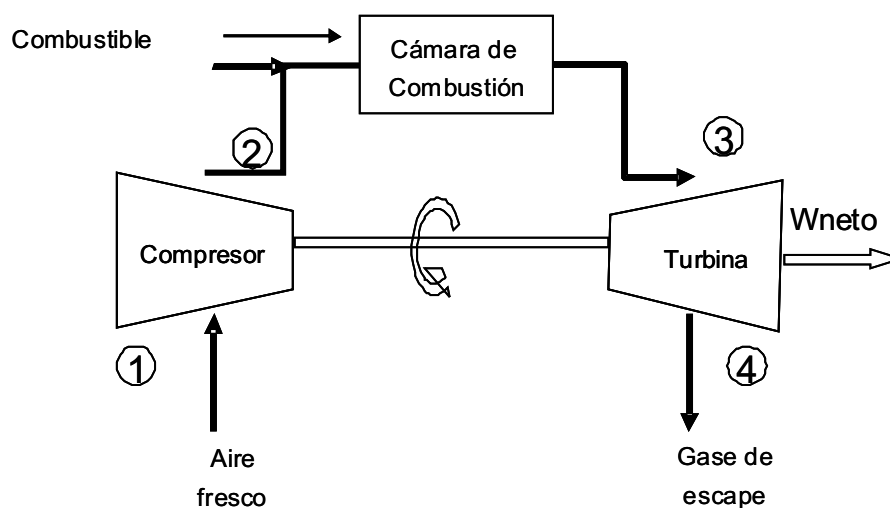 Combustible
Cámara de
Combustión
2
3
Wneto
Compresor
Turbina
1
4
Aire
fresco
Gase de
escape